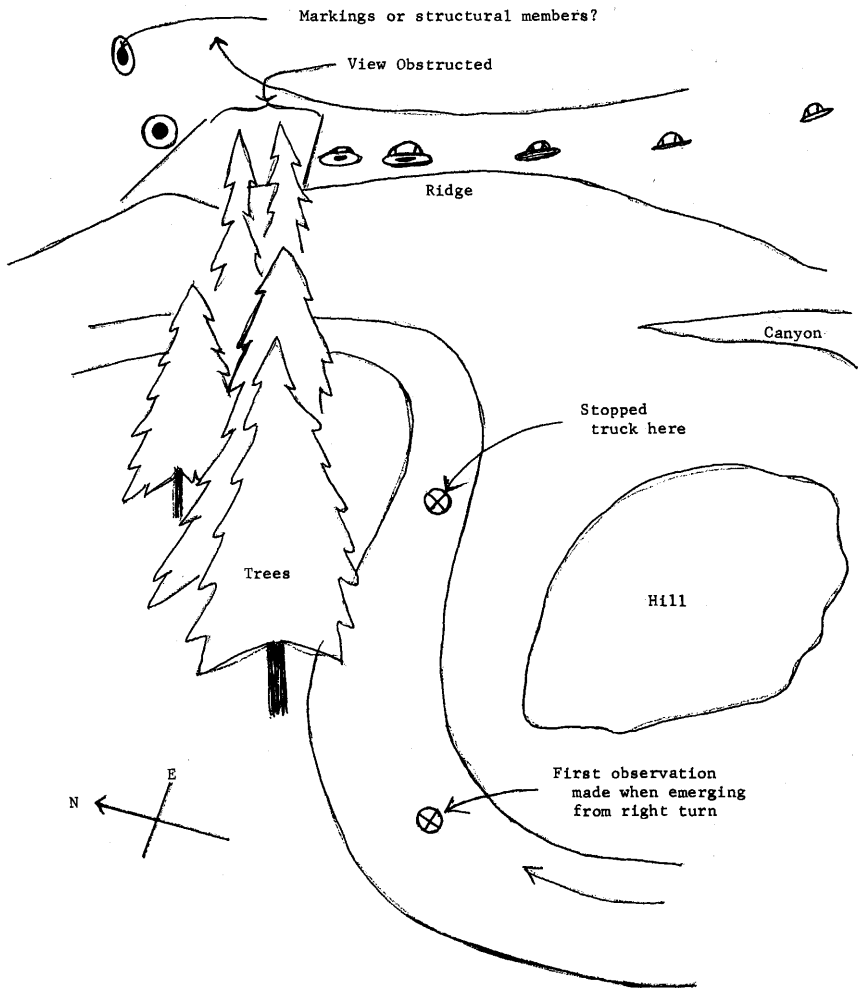 Markings or structural members?
View Obstructed
Ridge
Canyon
Stopped
truck here
Trees
Hill
E
N
First observation
made when emerging
from right turn